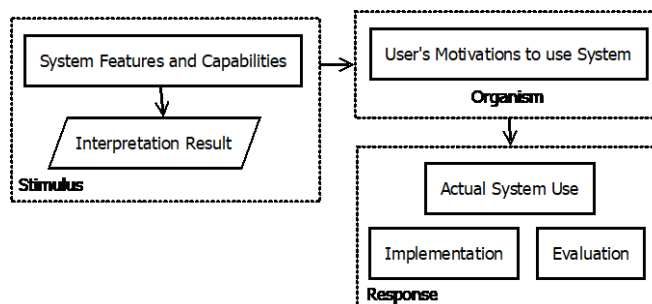 System Features and Capabilities
Interpretation Result
Stimulus
User's Motivations to use System
Organism
Actual System Use
Implementation
Evaluation
Response